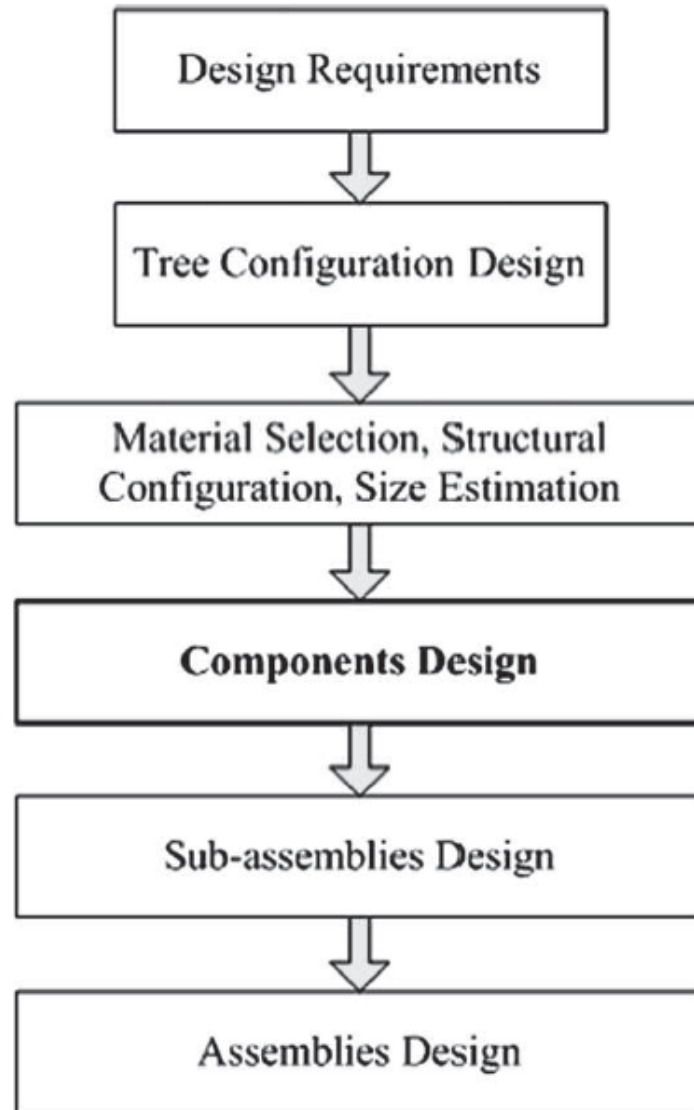 Design Requirements
Tree Configuration Design
Material Selection, Structural
Configuration, Size Estimation
Components Design
Sub-assemblies Design
Assemblies Design